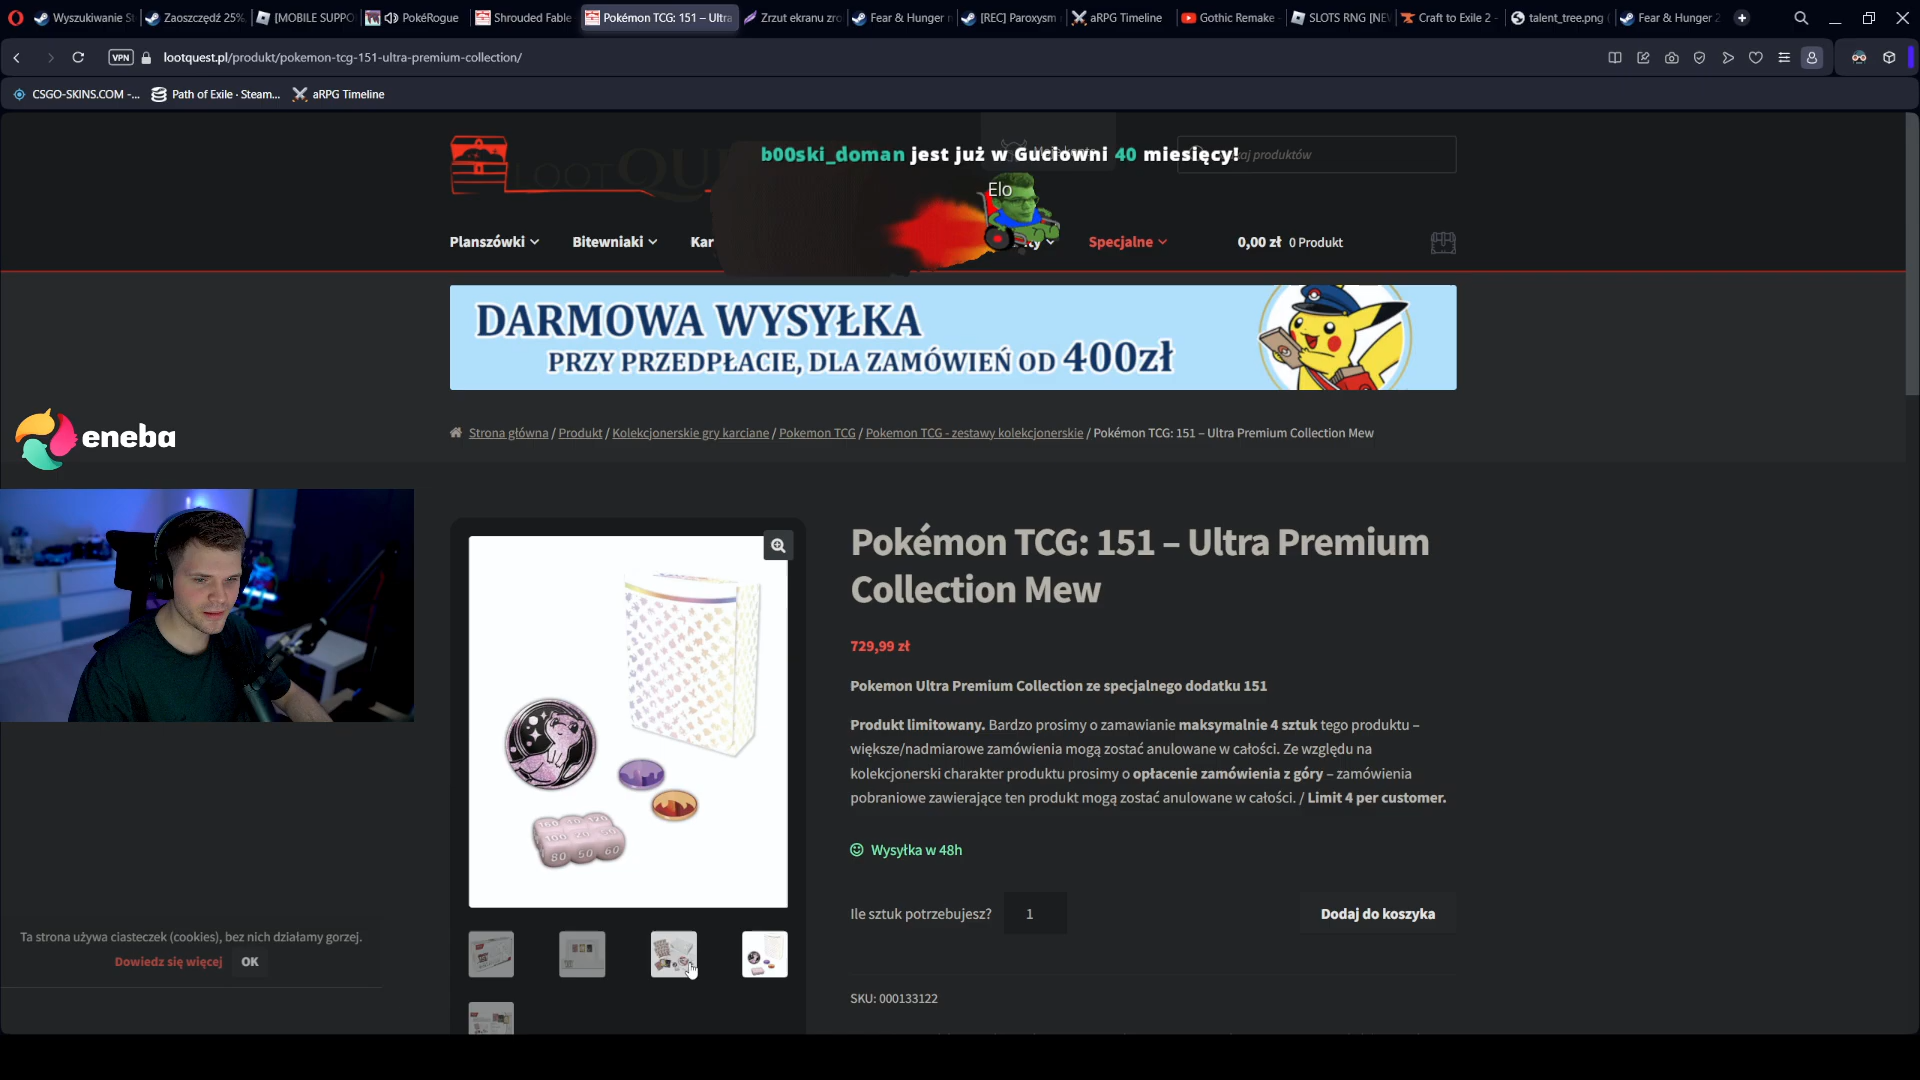 Wyszukiwanie St
Zaoszczędź 25%
[MOBILE SUPPO
PokéRogue
Shrouded Fable
Pokémon TCG: 151 – Ultra
Zrzut ekranu zro
Fear & Hunger n
[REC] Paroxysm
aRPG Timeline
Gothic Remake -
SLOTS RNG [NEW
Craft to Exile 2 -
talent_tree.png
Fear & Hunger 2
VPN
lootquest.pl/produkt/pokemon-tcg-151-ultra-premium-collection/
CSGO-SKINS.COM -...
Path of Exile · Steam...
aRPG Timeline
LOOTQU
b00ski_doman jest już w Guciowni 40 miesięcy!
produktów
Elo
Planszówki
Bitewniaki
Kar
Specjalne
0,00 zł 0 Produkt
DARMOWA WYSYŁKA
PRZY PRZEDPŁACIE, DLA ZAMÓWIEŃ OD 400zł
eneba
Strona główna / Produkt / Kolekcjonerskie gry karciane / Pokemon TCG / Pokemon TCG - zestawy kolekcjonerskie / Pokémon TCG: 151 – Ultra Premium Collection Mew
Pokémon TCG: 151 – Ultra Premium
Collection Mew
729,99 zł
Pokemon Ultra Premium Collection ze specjalnego dodatku 151
Produkt limitowany. Bardzo prosimy o zamawianie maksymalnie 4 sztuk tego produktu –
większe/nadmiarowe zamówienia mogą zostać anulowane w całości. Ze względu na
kolekcjonerski charakter produktu prosimy o opłacenie zamówienia z góry – zamówienia
pobraniowe zawierające ten produkt mogą zostać anulowane w całości. / Limit 4 per customer.
Wysyłka w 48h
Ile sztuk potrzebujesz?
1
Dodaj do koszyka
SKU: 000133122
80 50 60
Ta strona używa ciasteczek (cookies), bez nich działamy gorzej.
Dowiedz się więcej
OK